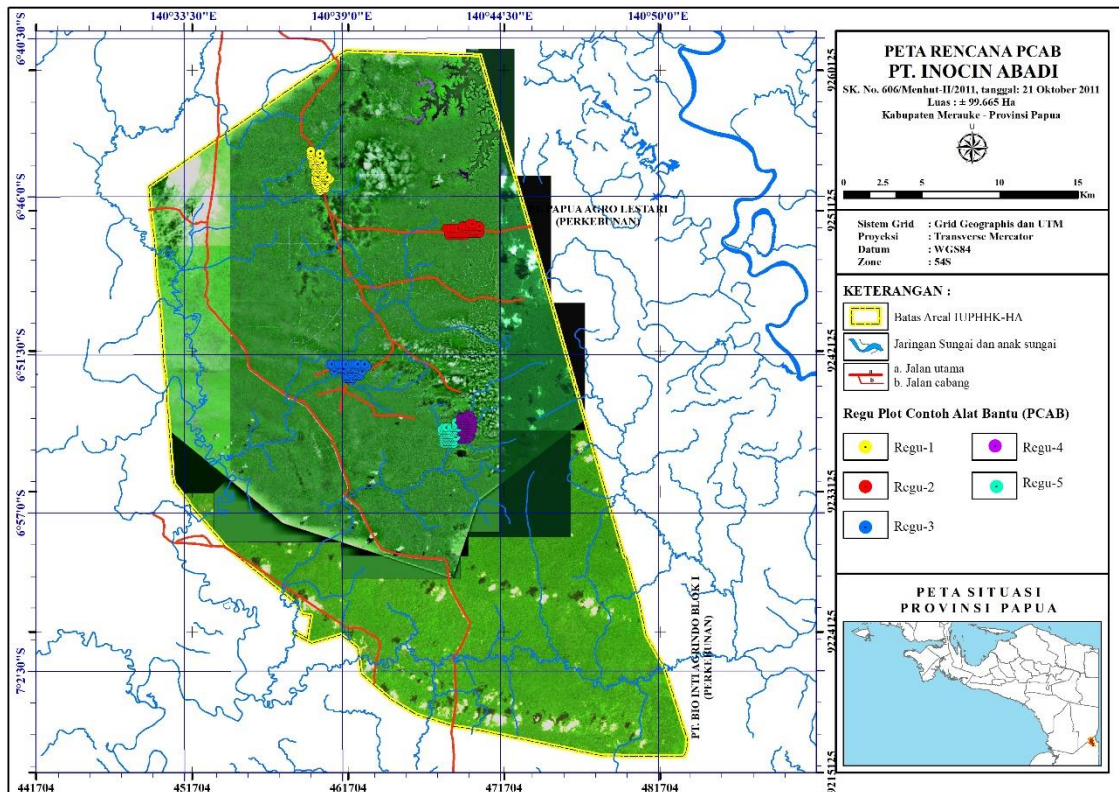 140°33'30"E
140°39'0"E
140°44'30"E
140°50'0"E
6°40'30"S
6°46'0"S
6°51'30"S
6°57'0"S
7°2'30"S
9260125
9251125
9242125
9233125
9224125
9215125
PAPUA AGRO LESTARI
(PERKEBUNAN)
PT. BIO INTI AGRINDO BLOK I
(PERKEBUNAN)
441704
451704
461704
471704
481704
PETA RENCANA PCAB
PT. INOCIN ABADI
SK. No. 606/Menhut-II/2011, tanggal: 21 Oktober 2011
Luas : ± 99.665 Ha
Kabupaten Merauke - Provinsi Papua
0 2.5 5 10 15
Km
Sistem Grid : Grid Geographis dan UTM
Proyeksi : Transverse Mercator
Datum : WGS84
Zone : 54S
KETERANGAN :
Batas Areal IUPHHK-HA
Jaringan Sungai dan anak sungai
a. Jalan utama
b. Jalan cabang
Regu Plot Contoh Alat Bantu (PCAB)
Regu-1
Regu-4
Regu-2
Regu-5
Regu-3
PETA SITUASI
PROVINSI PAPUA